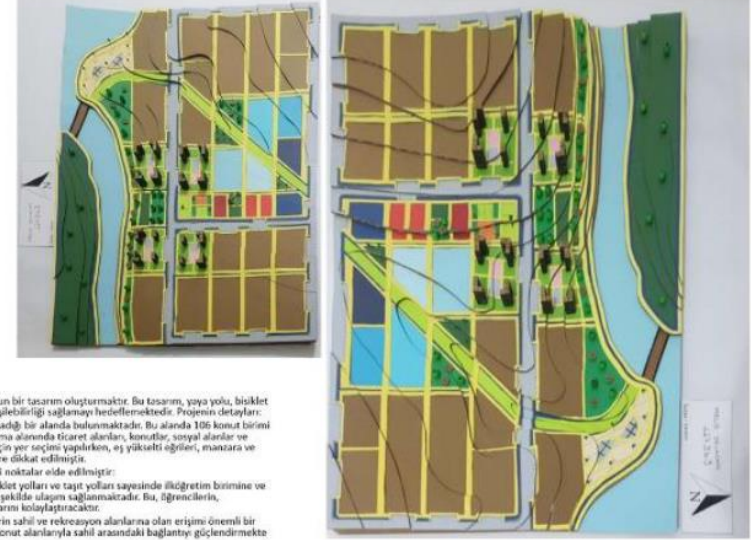 un bir tasarım oluşturmaktır. Bu tasarım, yaya yolu, bisiklet
şilebilirliği sağlamayı hedeflemektedir. Projenin detayları:
adığı bir alanda bulunmaktadır. Bu alanda 106 konut birimi
ma alanında ticaret alanları, konutlar, sosyal alanlar ve
çin yer seçimi yapılırken, eş yükselti eğrileri, manzara ve
re dikkat edilmiştir.
i noktalar elde edilmiştir:
klet yolları ve taşıt yolları sayesinde ilköğretim birimine ve
şekilde ulaşım sağlanmaktadır. Bu, öğrencilerin,
arını kolaylaştıracaktır.
rin sahil ve rekreasyon alanlarına olan erişimi önemli bir
onut alanlarıyla sahil arasındaki bağlantıyı güçlendirmekte
N
N